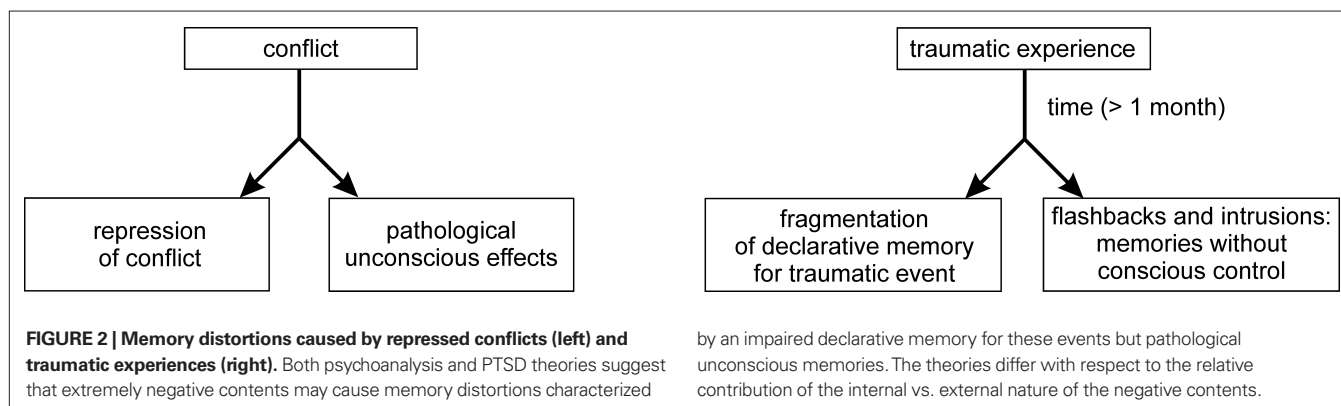 conflict
repression
of conflict
pathological
unconscious effects
traumatic experience
time (> 1 month)
fragmentation
of declarative memory
for traumatic event
flashbacks and intrusions:
memories without
conscious control
FIGURE 2 | Memory distortions caused by repressed conflicts (left) and
traumatic experiences (right). Both psychoanalysis and PTSD theories suggest
that extremely negative contents may cause memory distortions characterized
by an impaired declarative memory for these events but pathological
unconscious memories. The theories differ with respect to the relative
contribution of the internal vs. external nature of the negative contents.